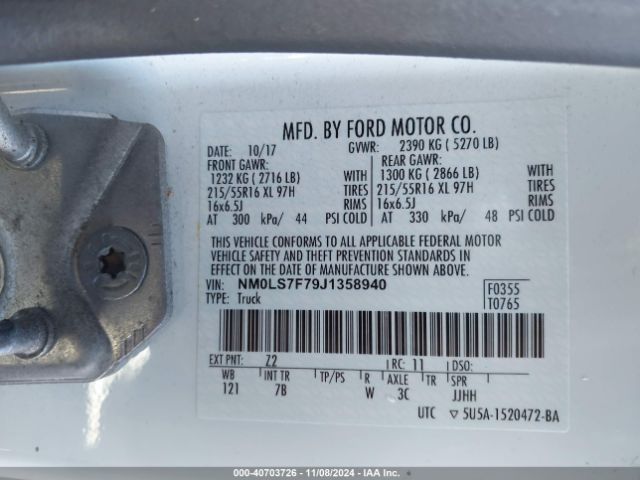 MFD. BY FORD MOTOR CO.
DATE: 10/17 GVWR: 2390 KG ( 5270 LB)
FRONT GAWR: REAR GAWR:
1232 KG ( 2716 LB) WITH 1300 KG ( 2866 LB) WITH
215/55R16 XL 97H TIRES 215/55R16 XL 97H TIRES
16x6.5J RIMS 16x6.5J RIMS
AT 300 kPa/ 44 PSI COLD AT 330 kPa/ 48 PSI COLD
THIS VEHICLE CONFORMS TO ALL APPLICABLE FEDERAL MOTOR
VEHICLE SAFETY AND THEFT PREVENTION STANDARDS IN
EFFECT ON THE DATE OF MANUFACTURE SHOWN ABOVE.
VIN: NM0LS7F79J1358940
TYPE: Truck
F0355
T0765
EXT PNT: Z2 RC: 11 DSO:
WB INT TR TP/PS R AXLE TR SPR
121 7B W 3C JJHH
UTC ▽ 5U5A-1520472-BA
000-40703726 - 11/08/2024 - IAA Inc.